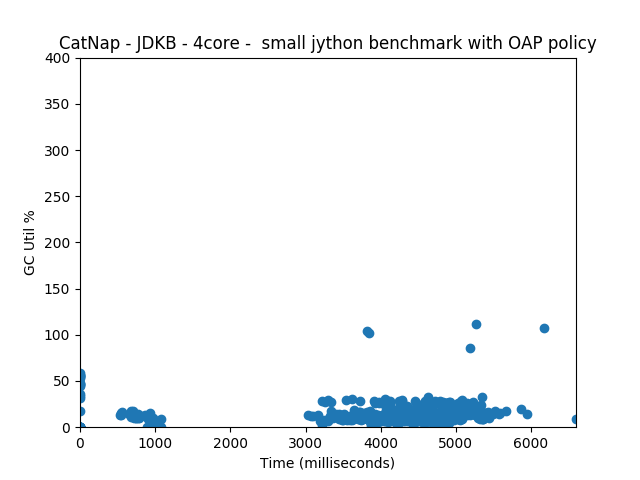 CatNap - JDKB - 4core -  small jython benchmark with OAP policy
400
350
300
250
200
150
100
50
0
GC Util %
0 1000 2000 3000 4000 5000 6000
Time (milliseconds)